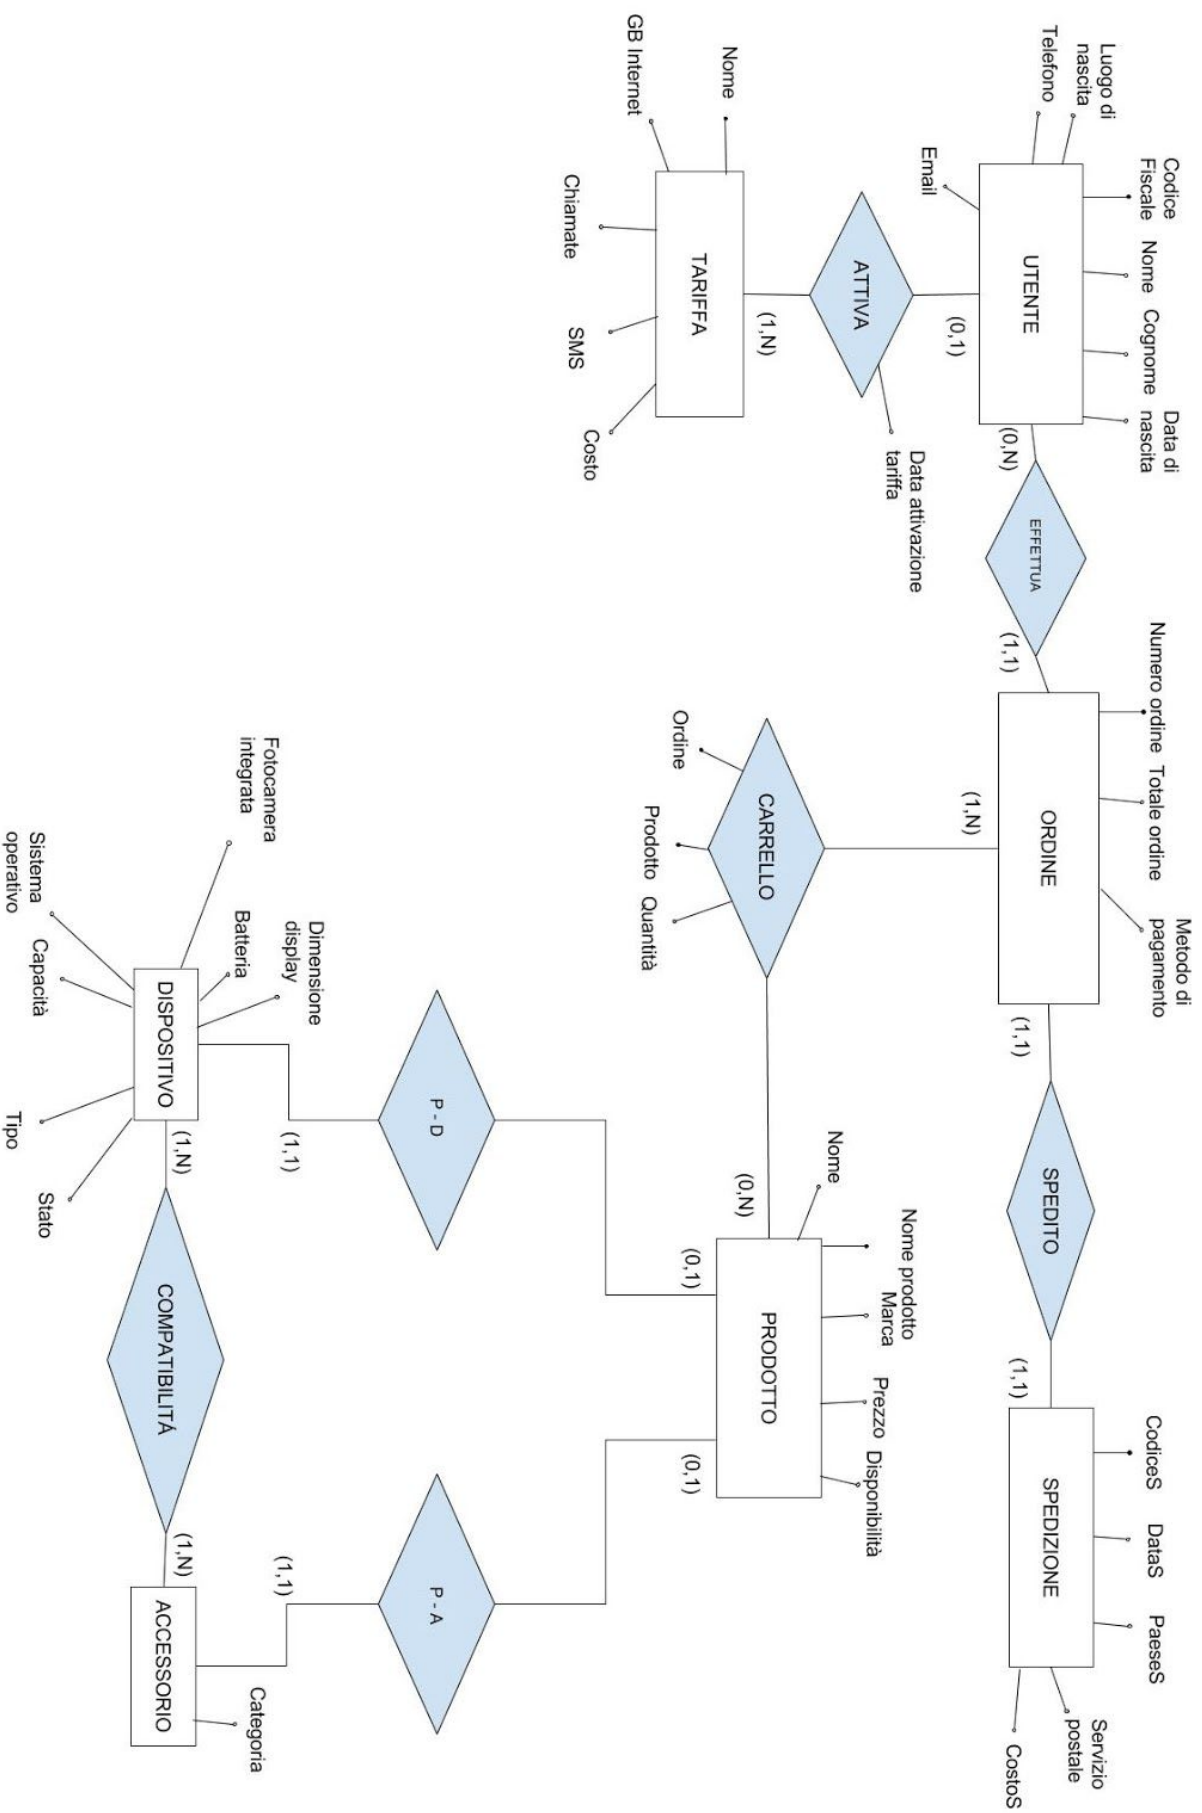 Luogo di
nascita
Telefono
Codice
Fiscale
Nome
Cognome
Data di
nascita
Email
UTENTE
(0,N)
EFFETTUA
(1,1)
Numero ordine
Totale ordine
Metodo di
pagamento
ORDINE
(1,1)
SPEDITO
(1,1)
CodiceS
DataS
PaeseS
Servizio
postale
CostoS
SPEDIZIONE
(0,1)
ATTIVA
Data attivazione
tariffa
(1,N)
Nome
GB Internet
TARIFFA
Chiamate
SMS
Costo
(1,N)
CARRELLO
Ordine
Prodotto
Quantità
(0,N)
Nome
Nome prodotto
Marca
Prezzo
Disponibilità
PRODOTTO
(0,1)
(0,1)
P - D
P - A
(1,1)
(1,1)
Fotocamera
integrata
Batteria
Dimensione
display
DISPOSITIVO
Sistema
operativo
Capacità
Tipo
Stato
(1,N)
COMPATIBILITÁ
(1,N)
ACCESSORIO
Categoria